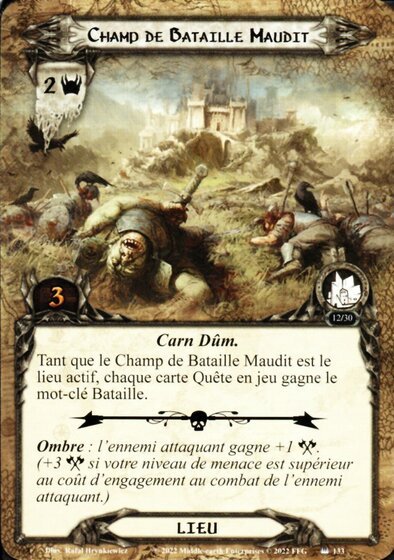 Champ de Bataille Maudit
2
3
12/30
Carn Dûm.
Tant que le Champ de Bataille Maudit est le
lieu actif, chaque carte Quête en jeu gagne le
mot-clé Bataille.
Ombre : l'ennemi attaquant gagne +1 .
(+3 si votre niveau de menace est supérieur
au coût d'engagement au combat de l'ennemi
attaquant.)
LIEU
Illus. Rafał Hrynkiewicz © 2022 Middle-earth Enterprises © 2022 FFG 133